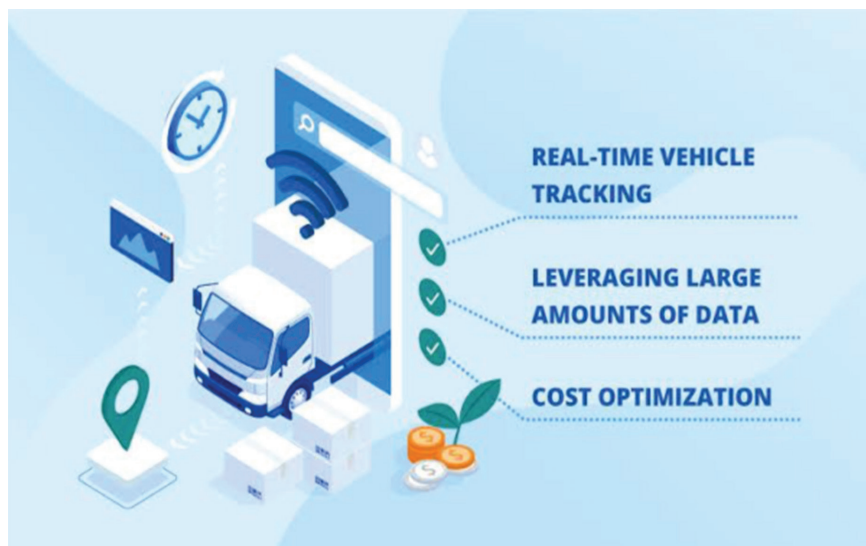 REAL-TIME VEHICLE
TRACKING
LEVERAGING LARGE
AMOUNTS OF DATA
COST OPTIMIZATION